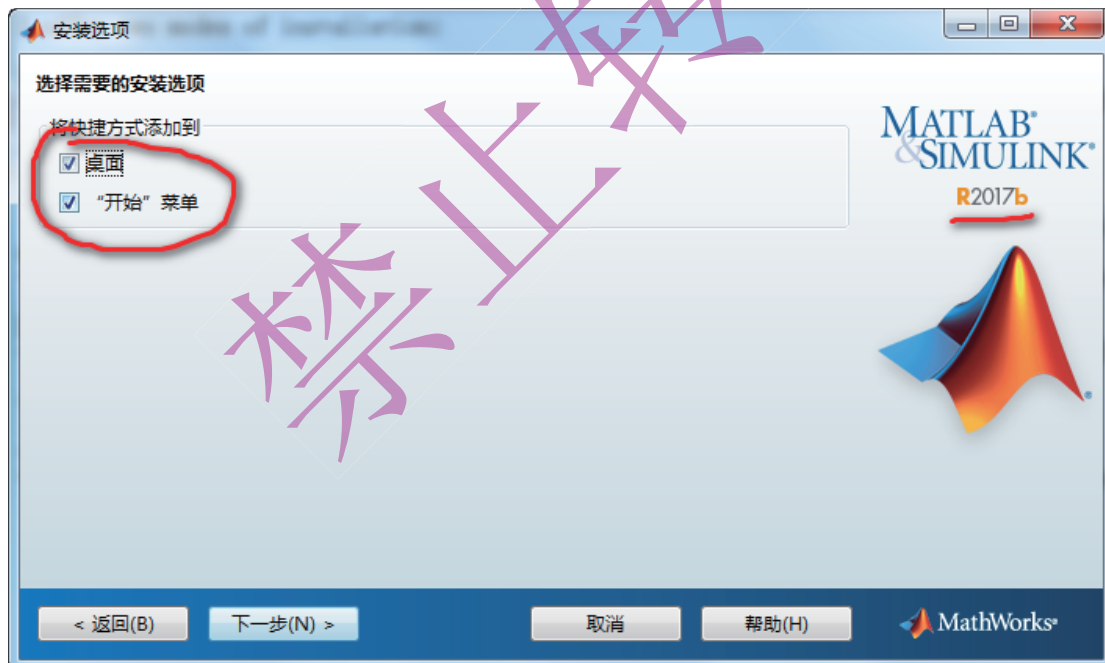 安装选项
选择需要的安装选项
将快捷方式添加到
桌面
“开始”菜单
MATLAB®
&SIMULINK®
R2017b
< 返回(B)
下一步(N) >
取消
帮助(H)
MathWorks®
禁止转